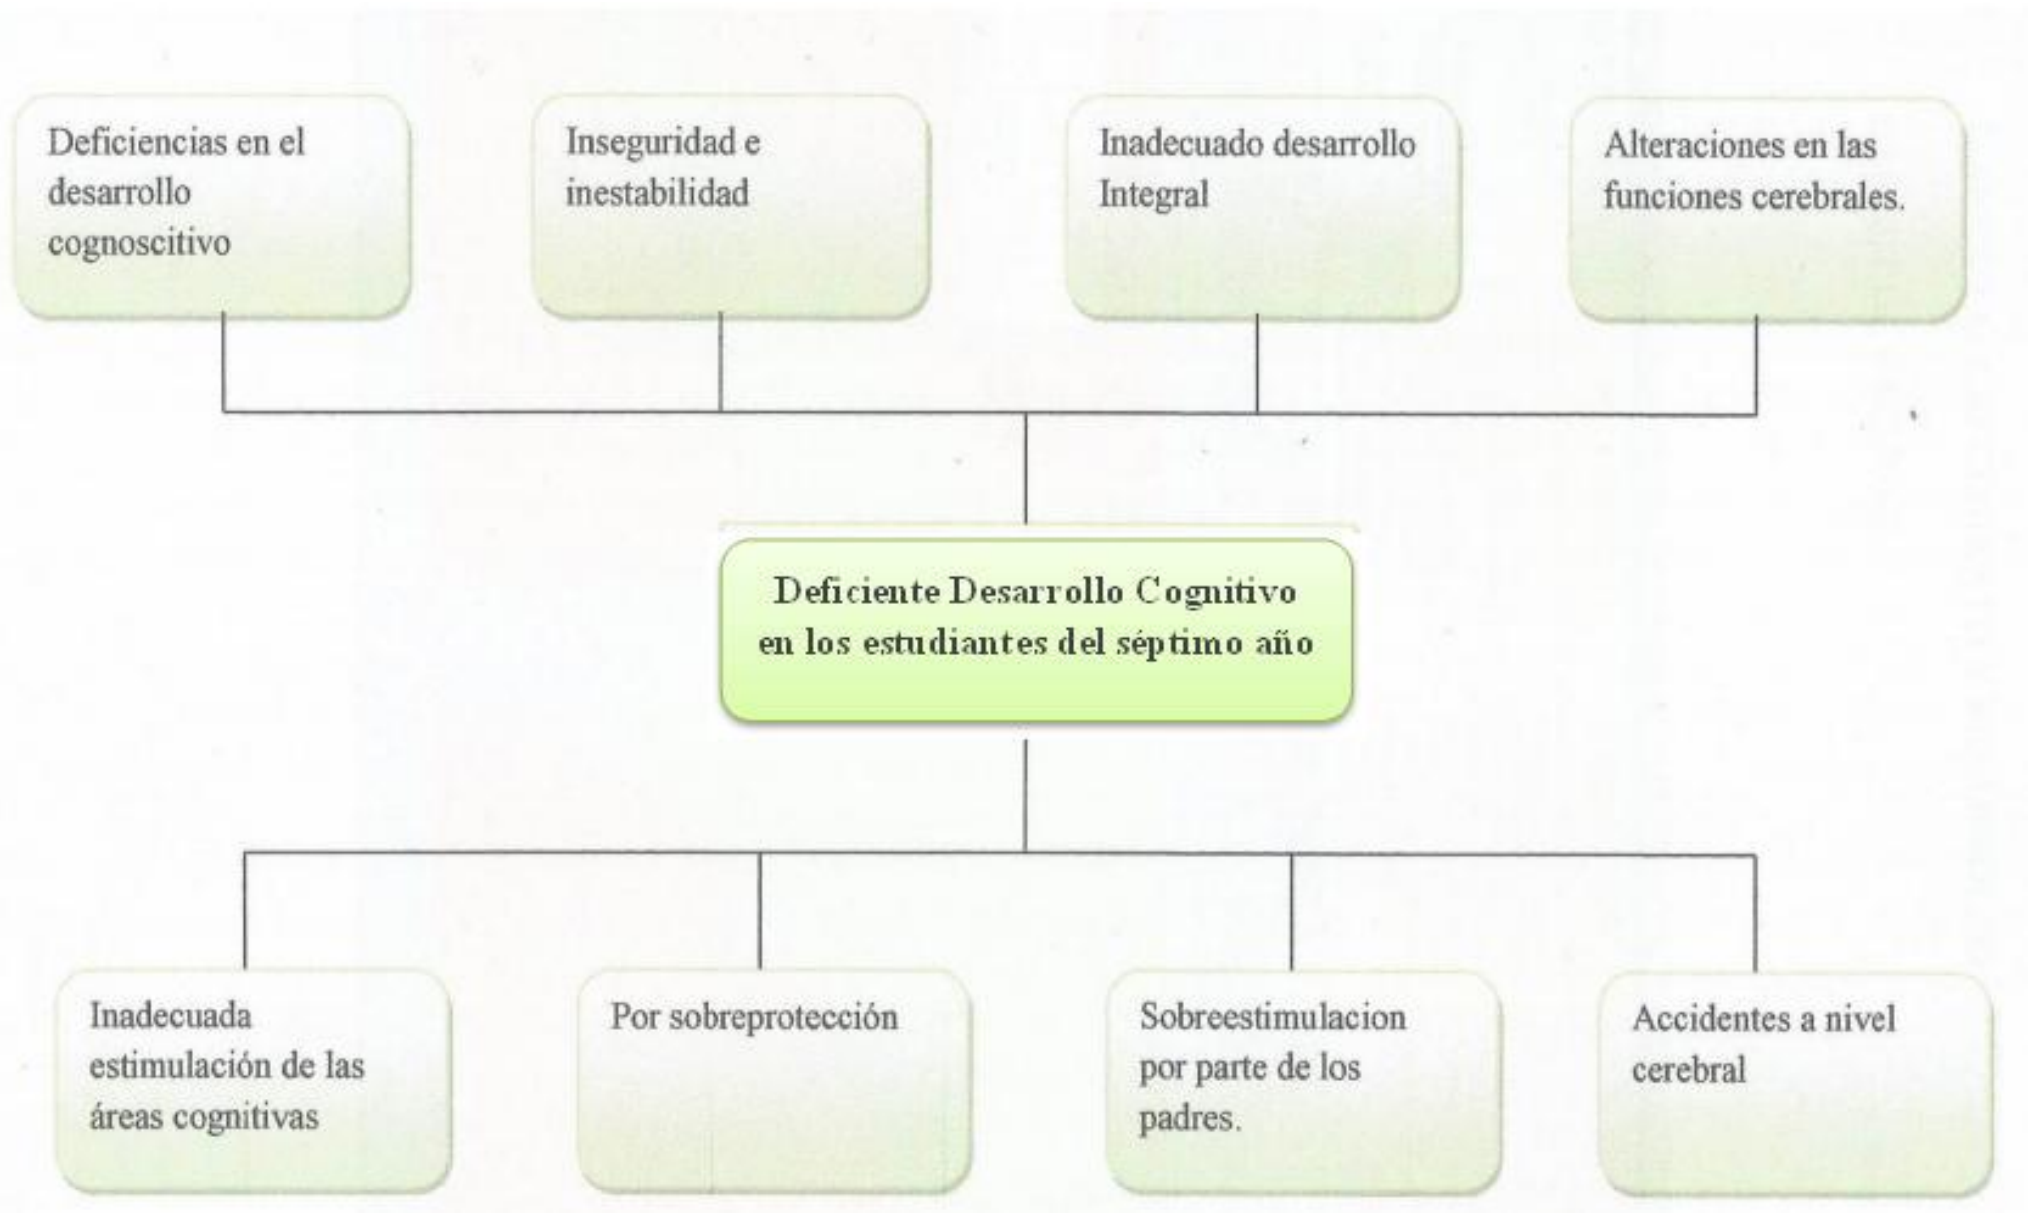 Deficiencias en el
desarrollo
cognoscitivo
Inseguridad e
inestabilidad
Inadecuado desarrollo
Integral
Alteraciones en las
funciones cerebrales.
Deficiente Desarrollo Cognitivo
en los estudiantes del séptimo año
Inadecuada
estimulación de las
áreas cognitivas
Por sobreprotección
Sobreestimulacion
por parte de los
padres.
Accidentes a nivel
cerebral